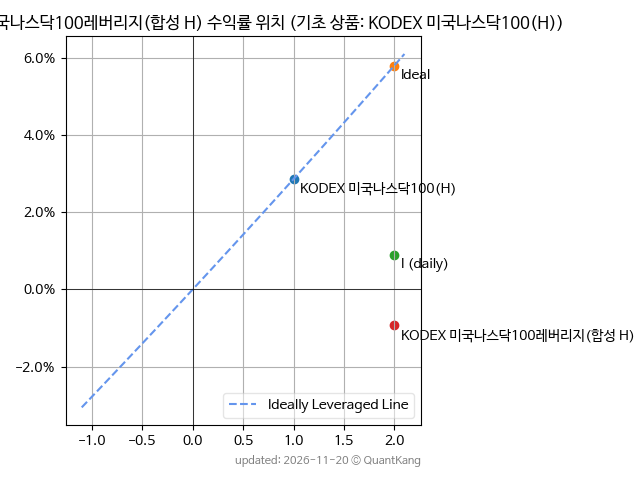 국나스닥100레버리지(합성 H) 수익률 위치 (기초 상품: KODEX 미국나스닥100(H))
6.0%
4.0%
2.0%
0.0%
−2.0%
Ideal
KODEX 미국나스닥100(H)
I (daily)
KODEX 미국나스닥100레버리지(합성 H)
Ideally Leveraged Line
−1.0 −0.5 0.0 0.5 1.0 1.5 2.0
updated: 2026-11-20 © QuantKang